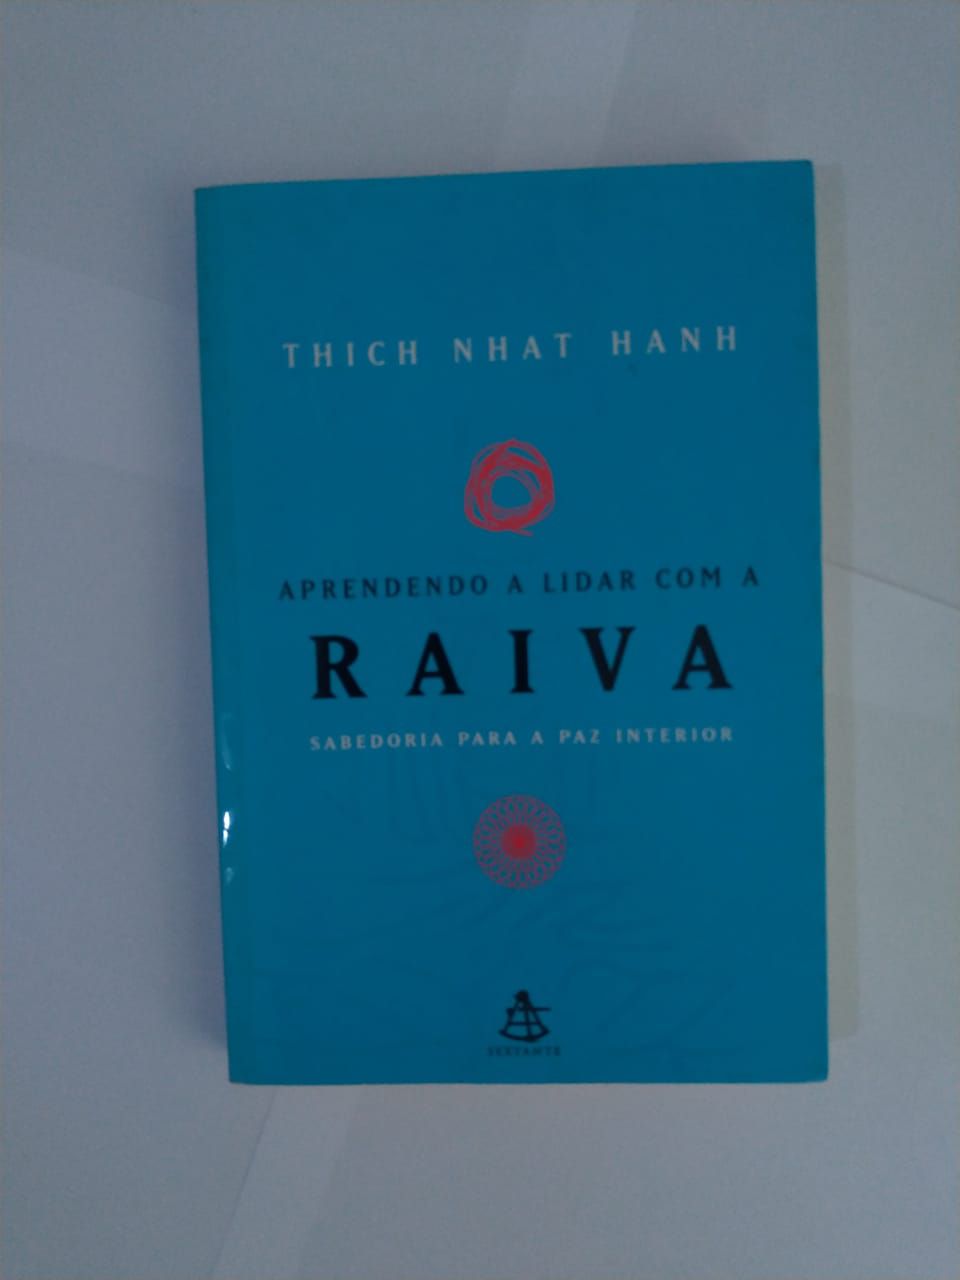 THICH NHAT HANH
APRENDENDO A LIDAR COM A
RAIVA
SABEDORIA PARA A PAZ INTERIOR
SEXTANTE